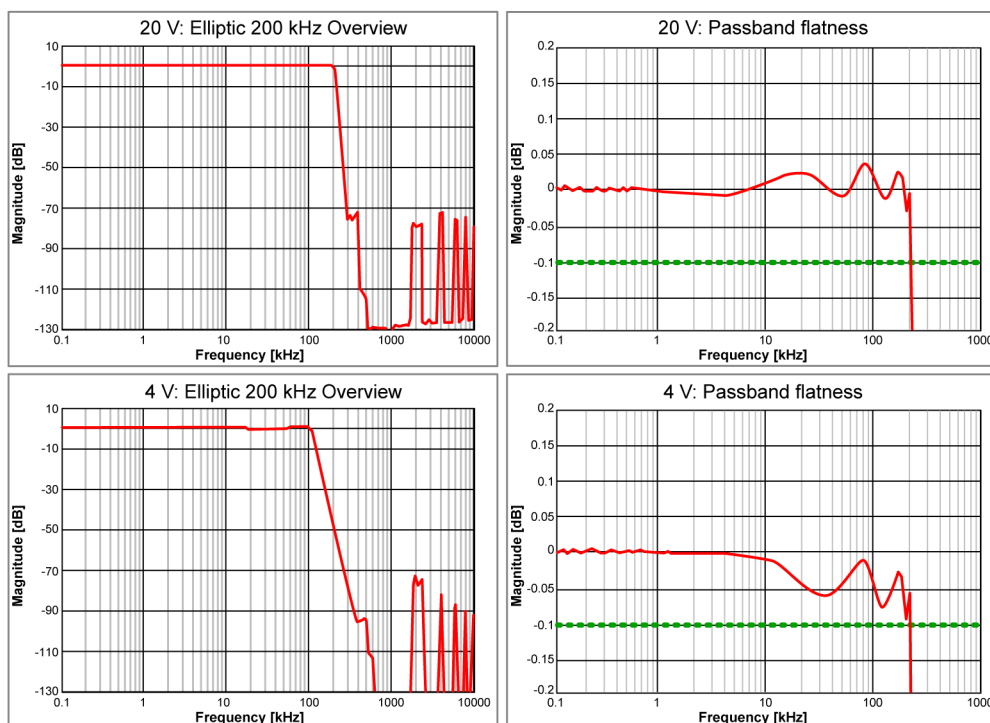 20 V: Elliptic 200 kHz Overview
Magnitude [dB]
10
-10
-30
-50
-70
-90
-110
-130
0.1 1 10 100 1000 10000
Frequency [kHz]
20 V: Passband flatness
Magnitude [dB]
0.2
0.15
0.1
0.05
0
-0.05
-0.1
-0.15
-0.2
0.1 1 10 100 1000
Frequency [kHz]
4 V: Elliptic 200 kHz Overview
Magnitude [dB]
10
-10
-30
-50
-70
-90
-110
-130
0.1 1 10 100 1000 10000
Frequency [kHz]
4 V: Passband flatness
Magnitude [dB]
0.2
0.15
0.1
0.05
0
-0.05
-0.1
-0.15
-0.2
0.1 1 10 100 1000
Frequency [kHz]